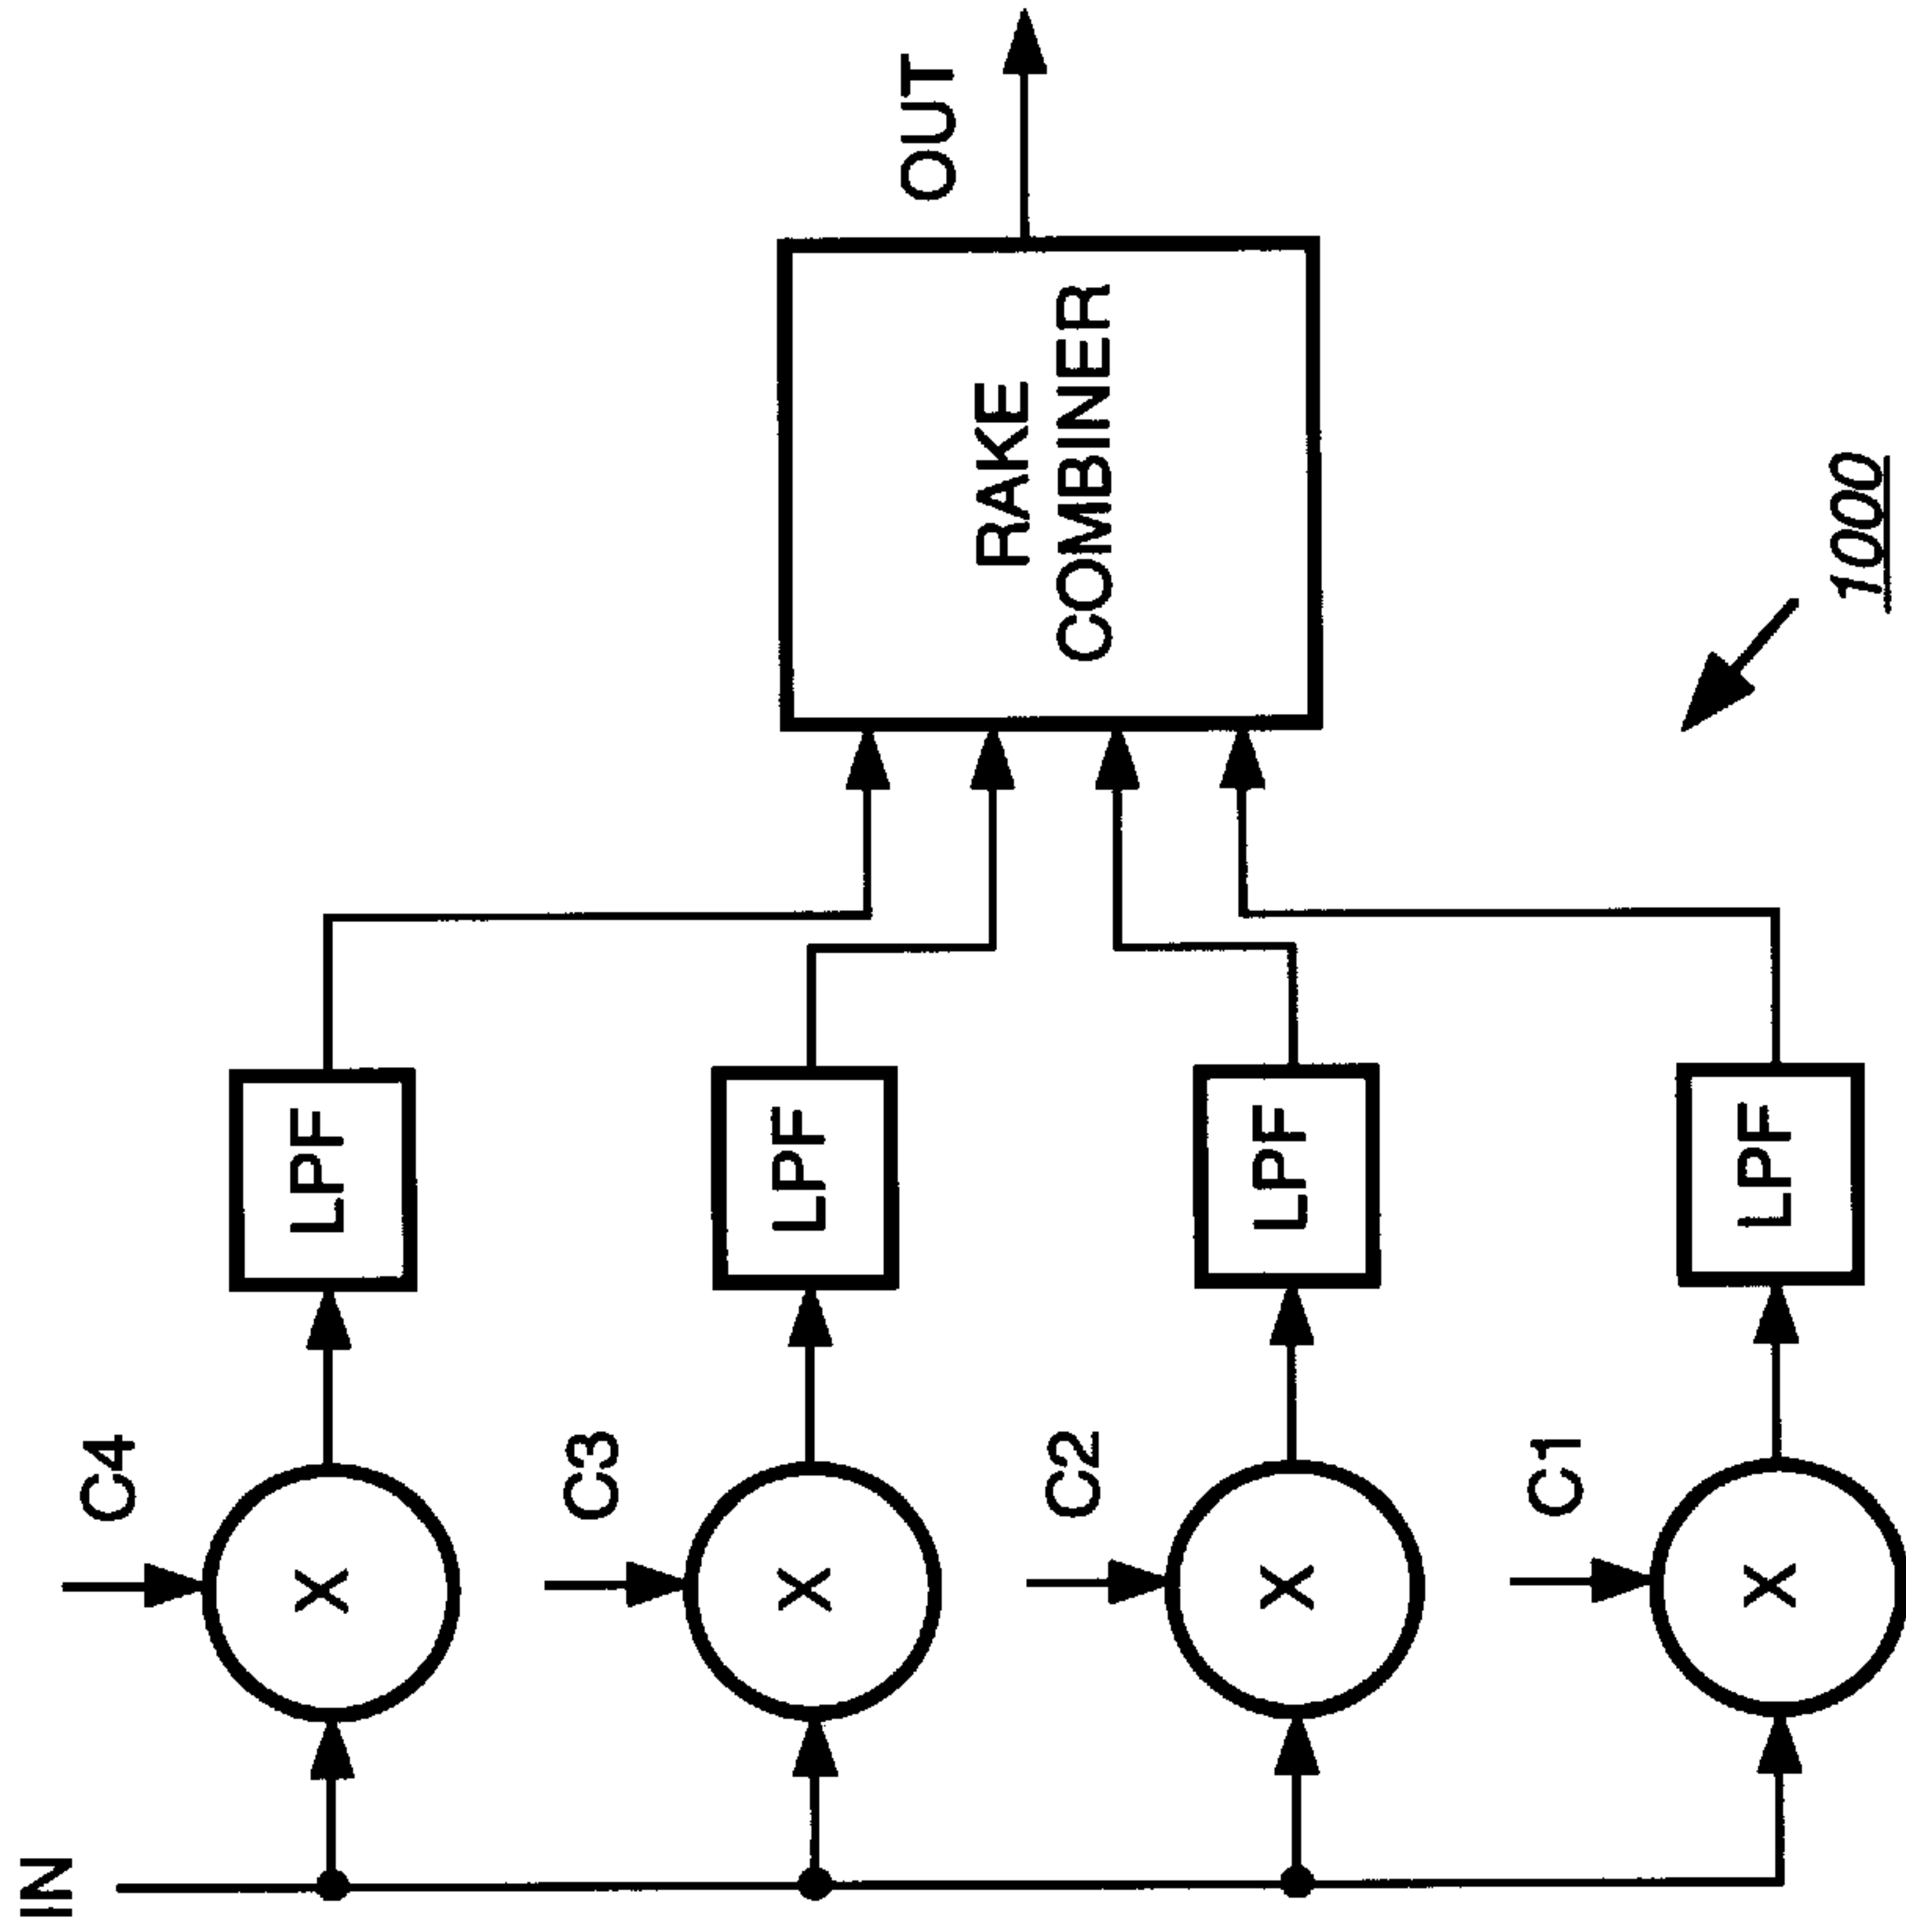 IN
C4
X
LPF
C3
X
LPF
C2
X
LPF
C1
X
LPF
RAKE
COMBINER
OUT
1000